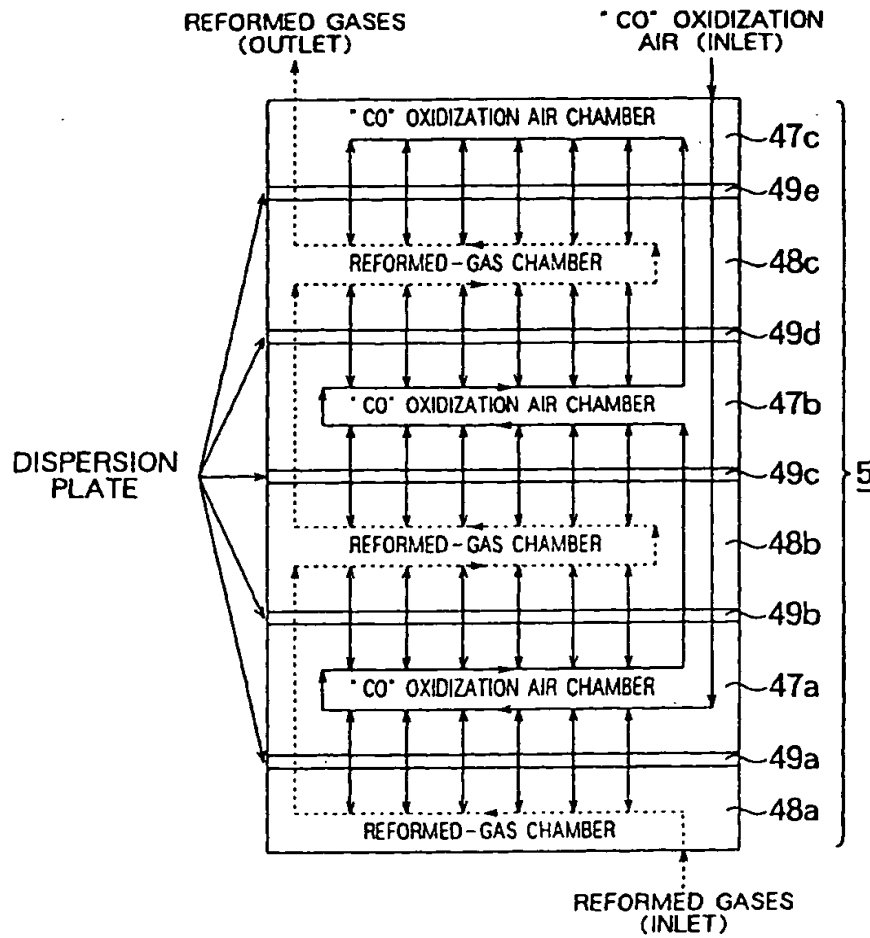 REFORMED GASES
(OUTLET)
"CO" OXIDIZATION
AIR (INLET)
"CO" OXIDIZATION AIR CHAMBER
47c
49e
REFORMED-GAS CHAMBER
48c
49d
"CO" OXIDIZATION AIR CHAMBER
47b
DISPERSION
PLATE
49c
5
REFORMED-GAS CHAMBER
48b
49b
"CO" OXIDIZATION AIR CHAMBER
47a
49a
REFORMED-GAS CHAMBER
48a
REFORMED GASES
(INLET)